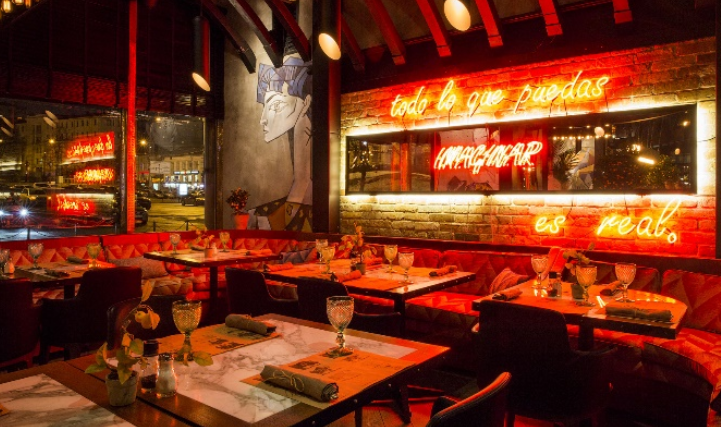 todo lo que puedas
IMAGINAR
es real.